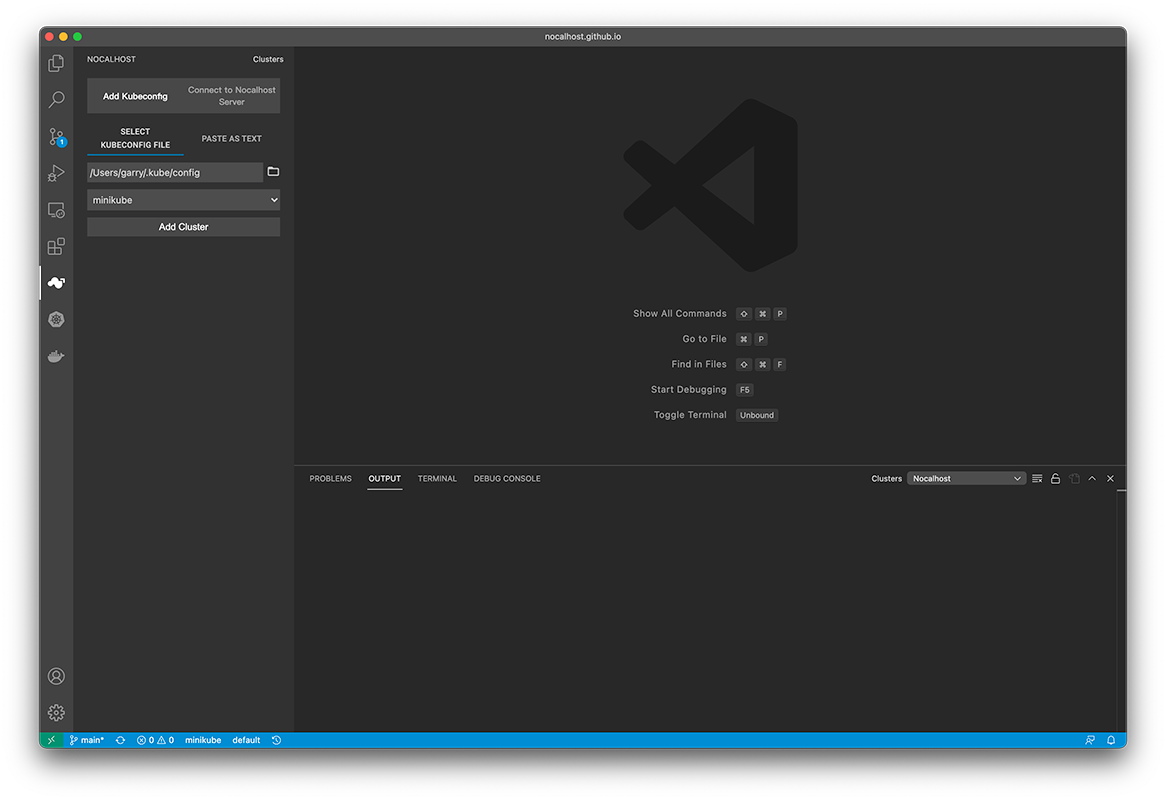 nocalhost.github.io
NOCALHOST
Clusters
Add Kubeconfig
Connect to Nocalhost
Server
SELECT
KUBECONFIG FILE
PASTE AS TEXT
/Users/garry/.kube/config
minikube
Add Cluster
1
Show All Commands ⇧ ⌘ P
Go to File ⌘ P
Find in Files ⇧ ⌘ F
Start Debugging F5
Toggle Terminal Unbound
PROBLEMS OUTPUT TERMINAL DEBUG CONSOLE
Clusters Nocalhost
main* 0 0 minikube default